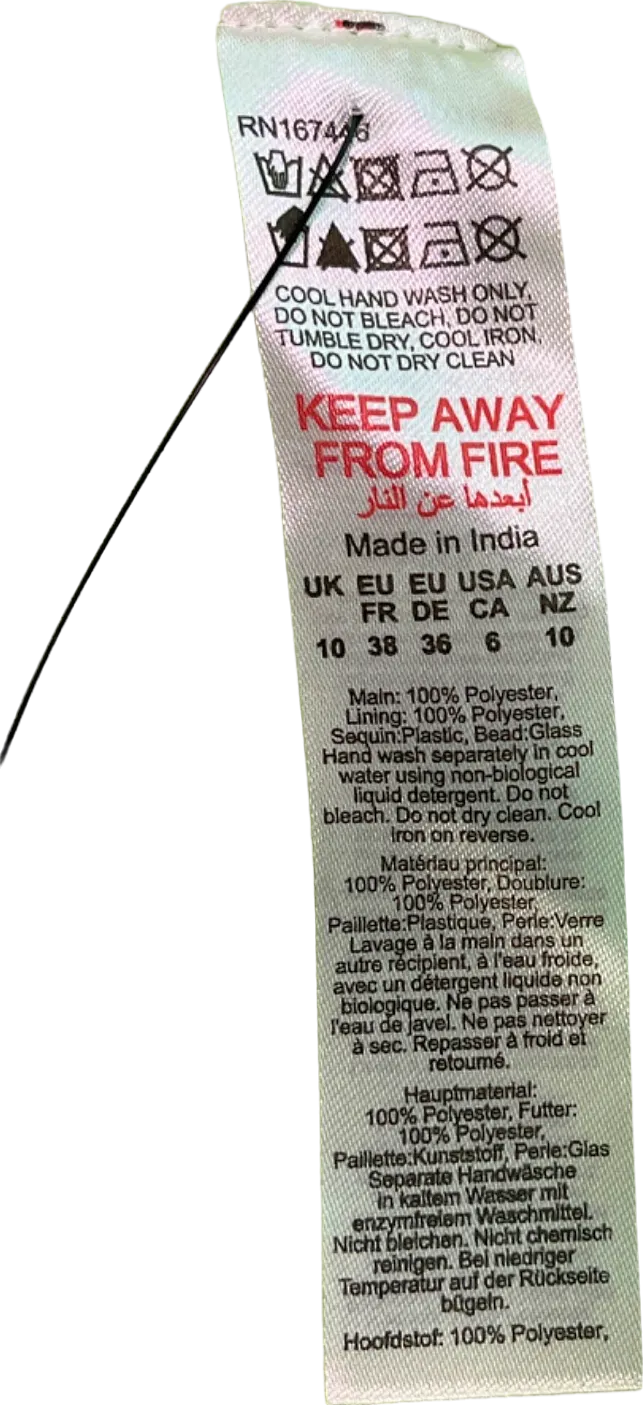 RN167446
COOL HAND WASH ONLY,
DO NOT BLEACH, DO NOT
TUMBLE DRY, COOL IRON,
DO NOT DRY CLEAN
KEEP AWAY
FROM FIRE
أبعدها عن النار
Made in India
UK EU EU USA AUS
FR DE CA NZ
10 38 36 6 10
Main: 100% Polyester,
Lining: 100% Polyester,
Sequin:Plastic, Bead:Glass
Hand wash separately in cool
water using non-biological
liquid detergent. Do not
bleach. Do not dry clean. Cool
iron on reverse.
Matériau principal:
100% Polyester, Doublure:
100% Polyester,
Paillette:Plastique, Perle:Verre
Lavage à la main dans un
autre récipient, à l'eau froide,
avec un détergent liquide non
biologique. Ne pas passer à
l'eau de javel. Ne pas nettoyer
à sec. Repasser à froid et
retourné.
Hauptmaterial:
100% Polyester, Futter:
100% Polyester,
Paillette:Kunststoff, Perle:Glas
Separate Handwäsche
in kaltem Wasser mit
enzymfreiem Waschmittel.
Nicht bleichen. Nicht chemisch
reinigen. Bei niedriger
Temperatur auf der Rückseite
bügeln.
Hoofdstof: 100% Polyester,